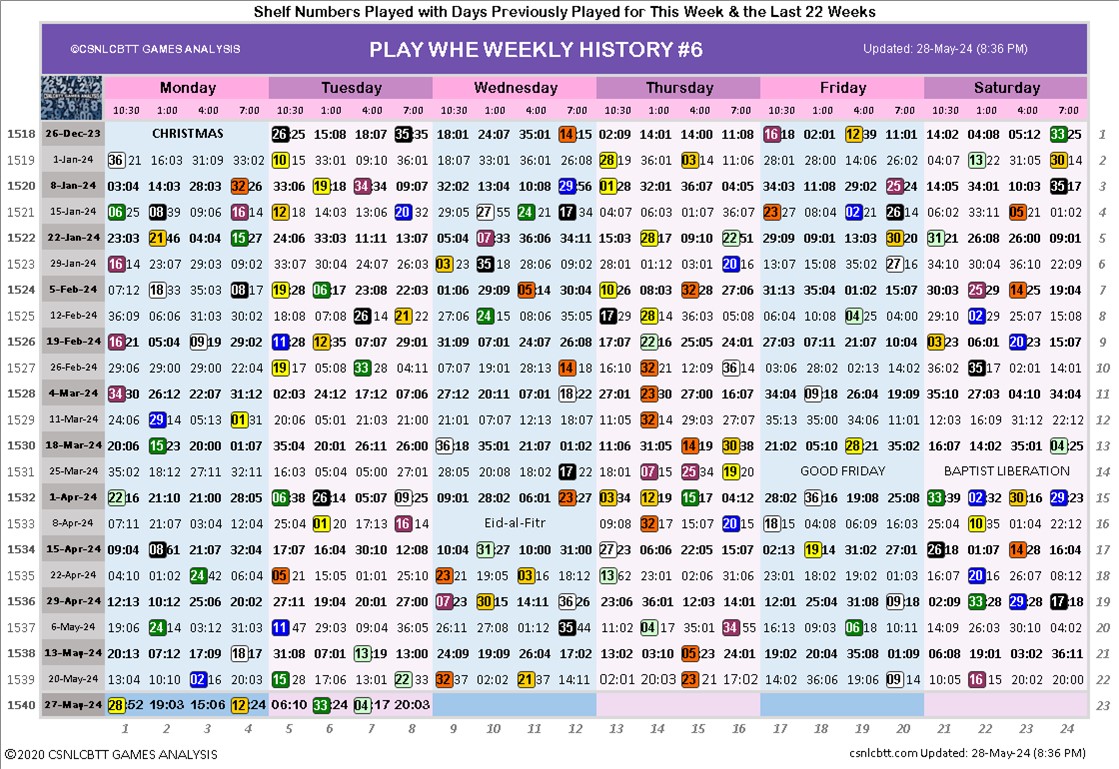 Shelf Numbers Played with Days Previously Played for This Week & the Last 22 Weeks
©CSNLCBTT GAMES ANALYSIS PLAY WHE WEEKLY HISTORY #6 Updated: 28-May-24 (8:36 PM)
Monday Tuesday Wednesday Thursday Friday Saturday
10:30 1:00 4:00 7:00 10:30 1:00 4:00 7:00 10:30 1:00 4:00 7:00 10:30 1:00 4:00 7:00 10:30 1:00 4:00 7:00 10:30 1:00 4:00 7:00
1518 26-Dec-23 CHRISTMAS 26:25 15:08 18:07 35:35 18:01 24:07 35:01 14:15 02:09 14:01 14:00 11:08 16:18 02:01 12:39 11:01 14:02 04:08 05:12 33:25 1
1519 1-Jan-24 36:21 16:03 31:09 33:02 10:15 33:01 09:10 36:01 18:07 33:01 31:06 26:08 28:19 36:01 03:14 11:06 28:01 28:00 14:06 26:02 04:07 13:22 31:05 30:14 2
1520 8-Jan-24 03:04 14:03 28:03 32:26 33:06 19:18 34:34 09:07 32:02 13:04 10:08 29:56 01:28 32:01 36:07 04:05 34:03 11:08 29:02 25:24 14:05 34:01 10:03 35:17 3
1521 15-Jan-24 06:25 08:39 09:06 16:14 12:18 14:03 13:06 20:32 29:05 27:55 24:21 17:34 04:07 06:03 01:07 36:07 23:27 08:04 02:21 26:14 06:02 33:11 05:21 01:02 4
1522 22-Jan-24 23:03 21:46 04:04 15:27 24:06 33:03 11:11 13:07 05:04 07:33 36:06 34:11 15:03 28:17 09:10 22:51 29:09 09:01 13:03 30:20 31:21 26:08 26:00 09:01 5
1523 29-Jan-24 16:14 23:07 29:03 09:02 33:07 30:04 24:07 26:03 03:23 35:18 28:06 09:02 28:01 01:12 03:01 20:16 13:07 15:08 35:02 27:16 34:10 30:04 36:10 22:09 6
1524 5-Feb-24 07:12 18:33 35:04 08:17 19:28 06:17 23:08 22:03 01:06 29:09 05:14 27:06 10:26 08:03 32:28 27:06 31:13 35:04 01:04 15:07 30:03 25:29 14:25 19:04 7
1525 12-Feb-24 36:09 06:06 31:03 30:02 18:08 07:08 26:14 21:22 27:06 24:15 08:06 35:05 17:29 28:14 36:03 05:08 06:04 10:08 04:25 04:00 29:10 02:29 25:07 15:08 8
1526 19-Feb-24 16:21 05:04 09:19 29:02 11:28 12:35 07:07 29:01 31:09 07:01 24:07 26:08 17:07 22:16 25:05 24:01 27:03 07:11 21:07 10:04 03:23 06:01 20:23 15:07 9
1527 26-Feb-24 29:06 29:00 29:00 22:04 19:17 05:08 33:28 07:06 07:07 19:01 28:13 14:18 16:10 32:21 12:09 36:14 03:06 28:02 02:13 14:02 36:02 35:17 02:01 14:01 10
1528 4-Mar-24 34:30 26:12 22:07 31:12 02:03 24:12 17:12 07:06 27:12 20:11 07:01 18:22 27:01 23:30 27:00 16:07 34:04 09:18 26:04 19:09 35:10 27:03 04:10 34:04 11
1529 11-Mar-24 24:06 29:14 05:13 01:31 20:06 05:01 21:03 21:00 21:01 07:07 12:13 18:07 11:05 32:14 29:03 27:07 35:13 35:00 34:06 11:01 12:03 16:09 31:12 22:12 12
1530 18-Mar-24 20:06 15:23 20:00 01:07 35:04 20:01 26:11 26:00 36:18 35:01 21:07 01:02 11:06 31:05 14:19 30:38 21:02 05:10 28:21 35:02 16:07 14:02 35:01 04:25 13
1531 25-Mar-24 35:02 18:12 27:11 32:11 16:03 05:04 05:00 27:01 28:05 20:08 18:02 17:22 18:01 07:15 25:34 19:20 GOOD FRIDAY BAPTIST LIBERATION 14
1532 1-Apr-24 22:16 21:10 21:00 28:05 06:38 26:14 05:07 09:25 09:01 28:02 06:01 23:27 03:34 12:19 15:17 04:12 28:02 36:16 19:08 25:08 33:39 02:32 30:16 29:23 15
1533 8-Apr-24 07:11 21:07 03:04 12:04 25:04 01:20 17:13 16:14 Eid-al-Fitr 09:08 32:17 15:07 20:15 18:15 04:08 06:09 16:03 25:04 10:35 01:04 22:12 16
1534 15-Apr-24 09:04 08:61 21:07 32:04 17:07 16:04 30:10 12:08 10:04 31:27 10:00 31:00 27:23 06:06 22:05 15:07 02:13 19:14 31:02 27:01 26:18 01:07 14:28 16:04 17
1535 22-Apr-24 04:10 01:02 24:42 06:04 05:21 15:05 01:01 25:10 23:21 19:05 03:16 18:12 13:62 23:01 02:06 31:06 23:01 18:02 19:02 01:03 16:07 20:16 26:07 08:12 18
1536 29-Apr-24 12:13 10:12 25:06 20:02 27:11 19:04 20:01 27:00 07:23 30:15 14:11 36:26 23:06 36:01 12:03 14:01 12:01 25:04 31:08 09:18 02:09 33:28 29:28 17:18 19
1537 6-May-24 19:06 24:14 03:12 31:03 11:47 29:03 09:04 36:05 26:11 27:08 01:12 35:44 11:02 04:17 35:01 34:55 16:13 09:03 06:18 10:11 14:09 26:03 30:10 04:02 20
1538 13-May-24 20:13 07:12 17:09 18:17 31:08 07:01 13:19 13:00 24:09 19:09 26:04 17:02 13:02 03:10 05:23 24:01 19:02 20:04 35:08 01:09 06:08 19:01 03:02 36:11 21
1539 20-May-24 13:04 10:10 02:16 05:03 15:28 17:06 13:01 22:33 32:37 02:02 21:37 14:11 02:01 20:03 23:21 17:02 14:02 36:06 19:06 09:14 10:05 16:15 20:02 20:00 22
1540 27-May-24 28:52 19:03 15:06 12:24 06:10 33:24 04:17 20:03 23
1 2 3 4 5 6 7 8 9 10 11 12 13 14 15 16 17 18 19 20 21 22 23 24
©2020 CSNLCBTT GAMES ANALYSIS csnlcbtt.com Updated: 28-May-24 (8:36 PM)